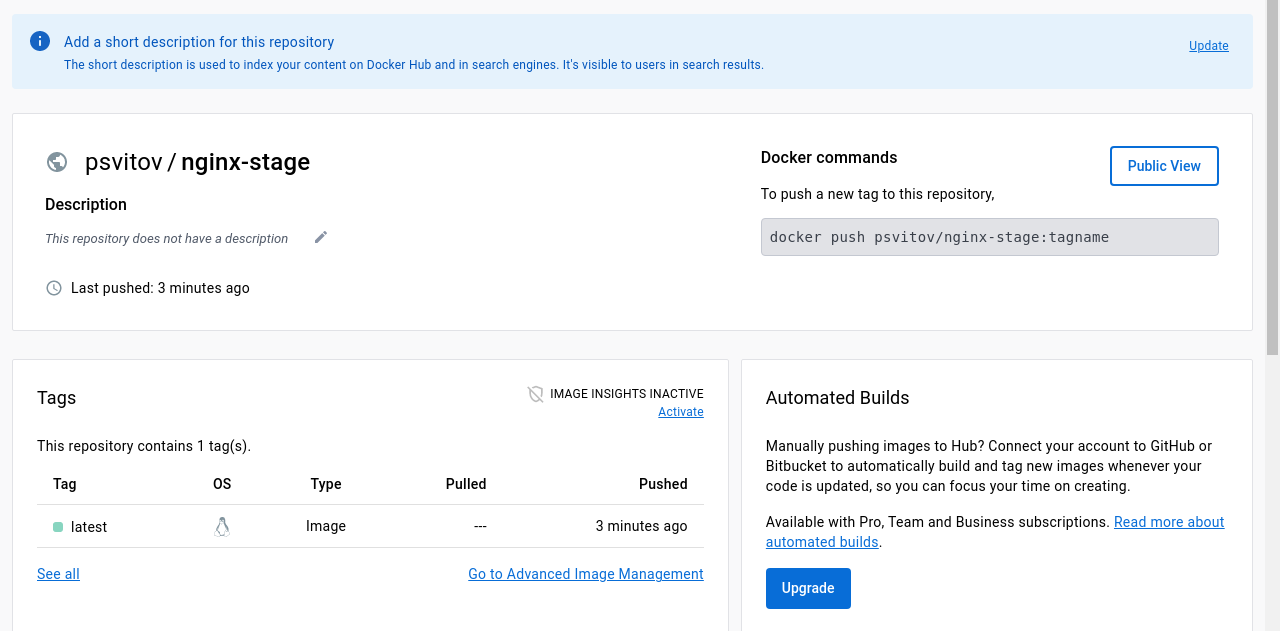 Add a short description for this repository
Update
The short description is used to index your content on Docker Hub and in search engines. It's visible to users in search results.
psvitov / nginx-stage
Description
This repository does not have a description
Last pushed: 3 minutes ago
Docker commands
Public View
To push a new tag to this repository,
docker push psvitov/nginx-stage:tagname
Tags
IMAGE INSIGHTS INACTIVE
Activate
This repository contains 1 tag(s).
Tag OS Type Pulled Pushed
latest Image --- 3 minutes ago
See all
Go to Advanced Image Management
Automated Builds
Manually pushing images to Hub? Connect your account to GitHub or
Bitbucket to automatically build and tag new images whenever your
code is updated, so you can focus your time on creating.
Available with Pro, Team and Business subscriptions. Read more about
automated builds.
Upgrade